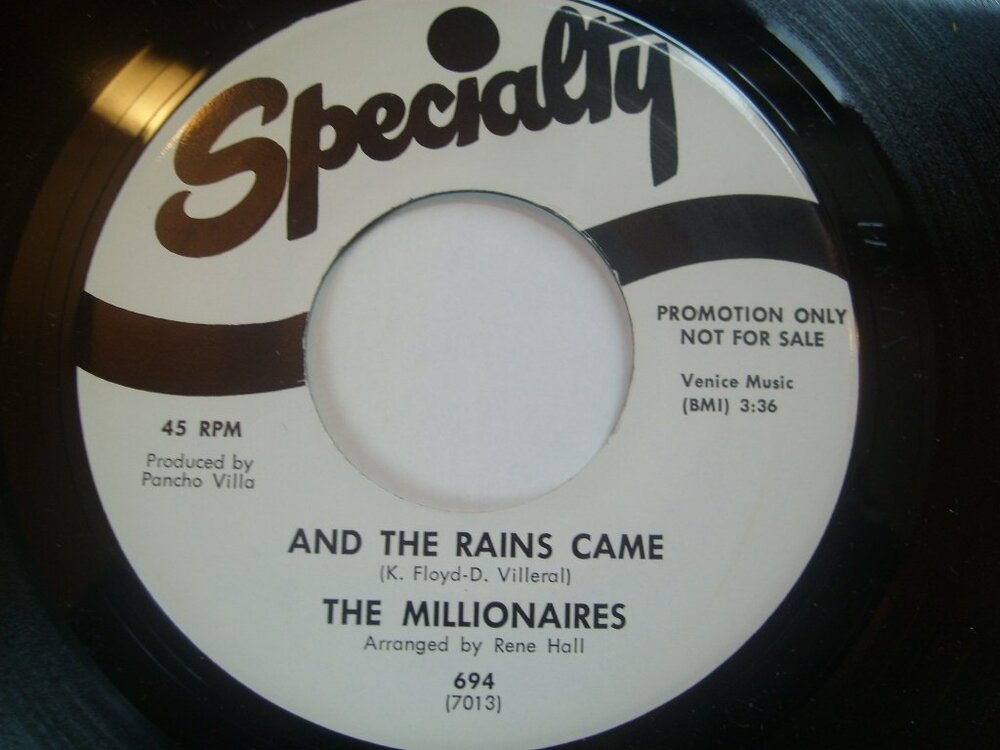 Specialty
PROMOTION ONLY
NOT FOR SALE
Venice Music
(BMI) 3:36
45 RPM
Produced by
Pancho Villa
AND THE RAINS CAME
(K. Floyd-D. Villeral)
THE MILLIONAIRES
Arranged by Rene Hall
694
(7013)